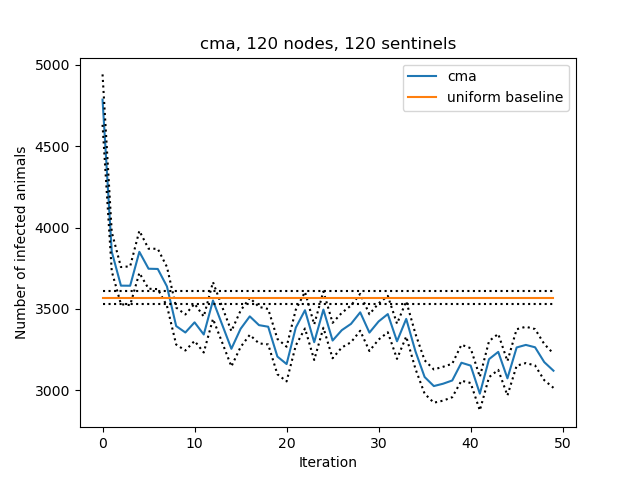 cma, 120 nodes, 120 sentinels
cma
uniform baseline
5000
4500
4000
3500
3000
Number of infected animals
0 10 20 30 40 50
Iteration